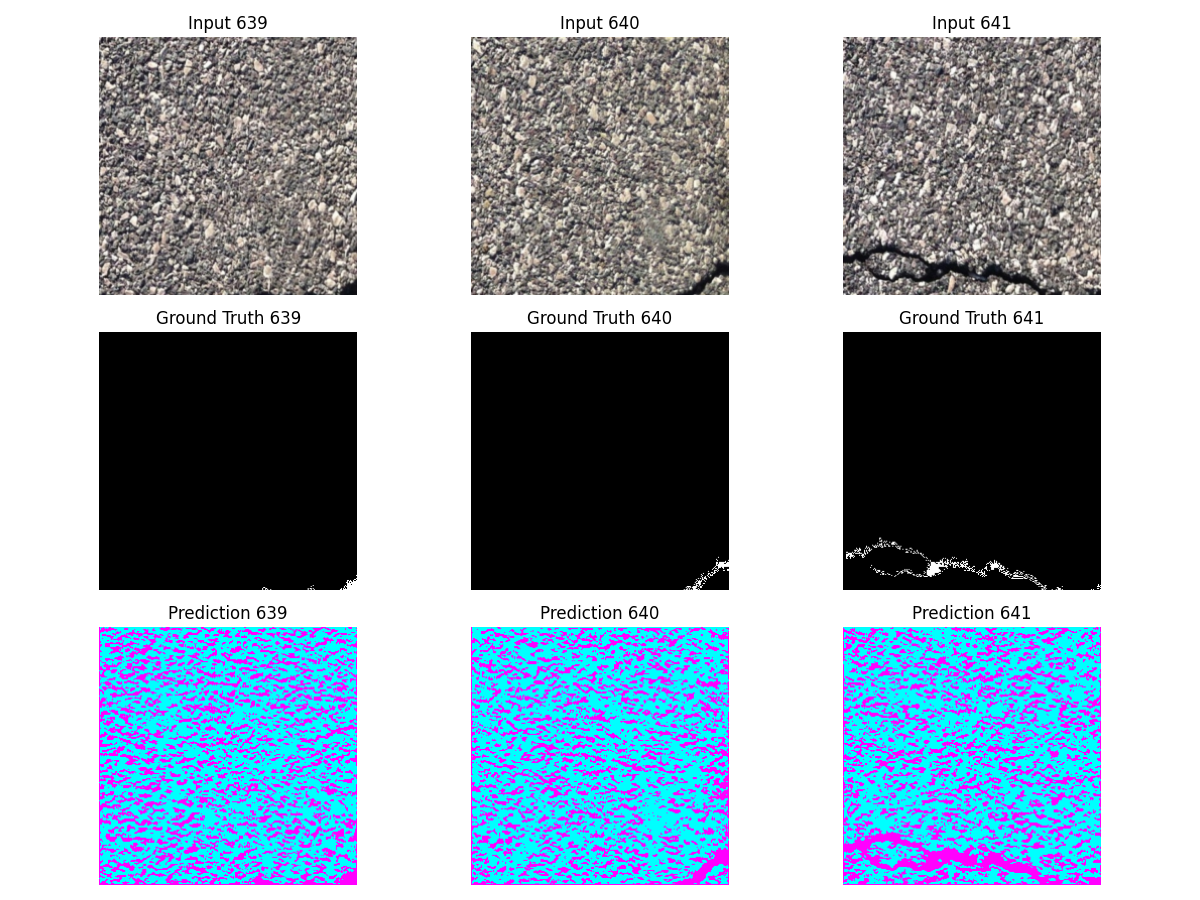 Input 639
Input 640
Input 641
Ground Truth 639
Ground Truth 640
Ground Truth 641
Prediction 639
Prediction 640
Prediction 641